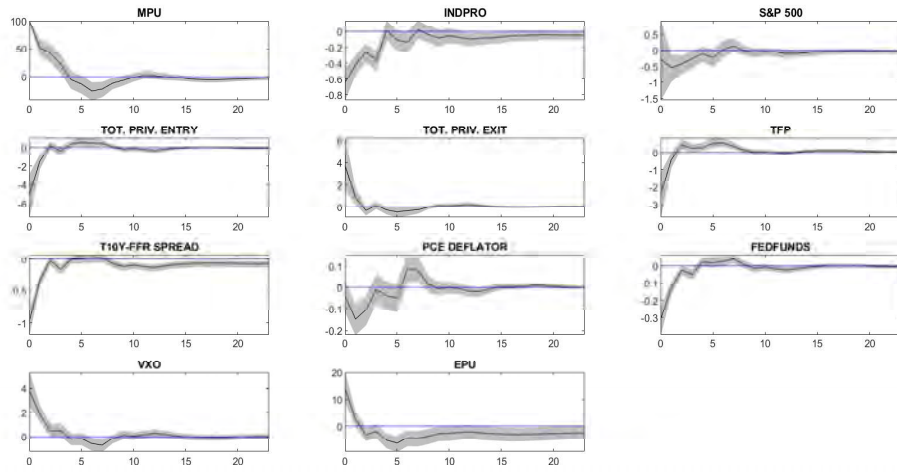 MPU
INDPRO
S&P 500
100
50
0
0 5 10 15 20
0
-0.2
-0.4
-0.6
-0.8
0 5 10 15 20
0.5
0
-0.5
-1
-1.5
0 5 10 15 20
TOT. PRIV. ENTRY
TOT. PRIV. EXIT
TFP
0
-2
-4
-6
0 5 10 15 20
6
4
2
0
0 5 10 15 20
0
-1
-2
-3
0 5 10 15 20
T10Y-FFR SPREAD
PCE DEFLATOR
FEDFUNDS
0
0.5
-1
0 5 10 15 20
0.1
0
-0.1
-0.2
0 5 10 15 20
0
-0.1
-0.2
-0.3
0 5 10 15 20
VXO
EPU
4
2
0
0 5 10 15 20
20
10
0
0 5 10 15 20